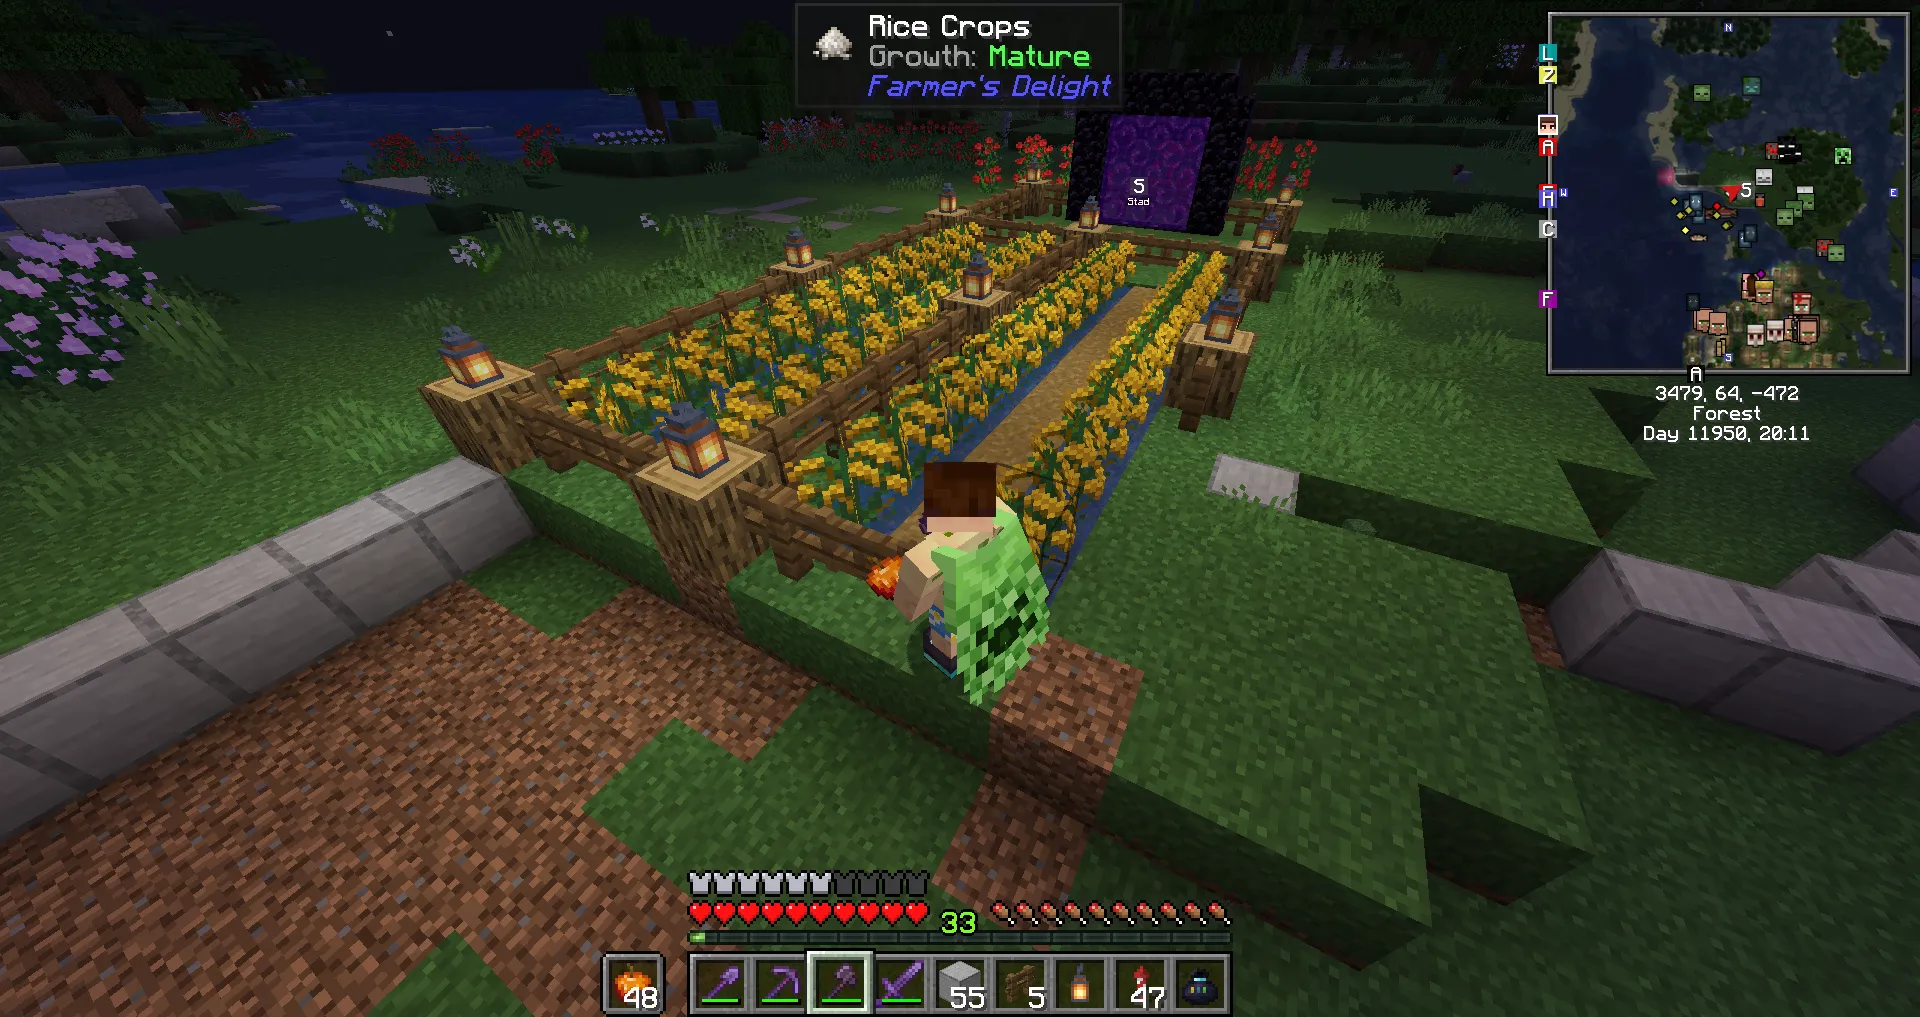 Rice Crops
Growth: Mature
Farmer's Delight
S
Stad
N
L
Z
A
H
W
S
E
C
F
S
A
3479, 64, -472
Forest
Day 11950, 20:11
33
48
55
5
47